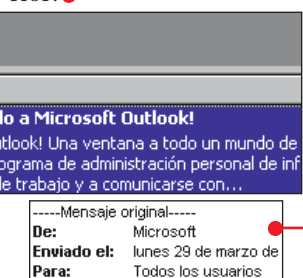 do a Microsoft Outlook!
utlook! Una ventana a todo un mundo de
ograma de administración personal de inf
de trabajo y a comunicarse con...
-----Mensaje original-----
De: Microsoft
Enviado el: lunes 29 de marzo de
Para: Todos los usuarios